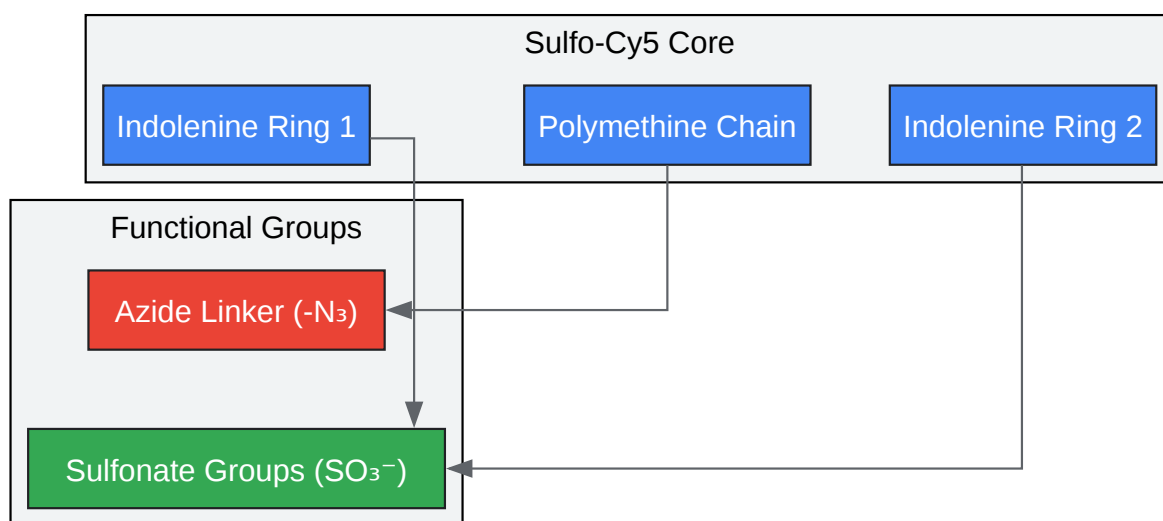 Sulfo-Cy5 Core
Indolenine Ring 1
Polymethine Chain
Indolenine Ring 2
Functional Groups
Azide Linker (-N₃)
Sulfonate Groups (SO₃⁻)